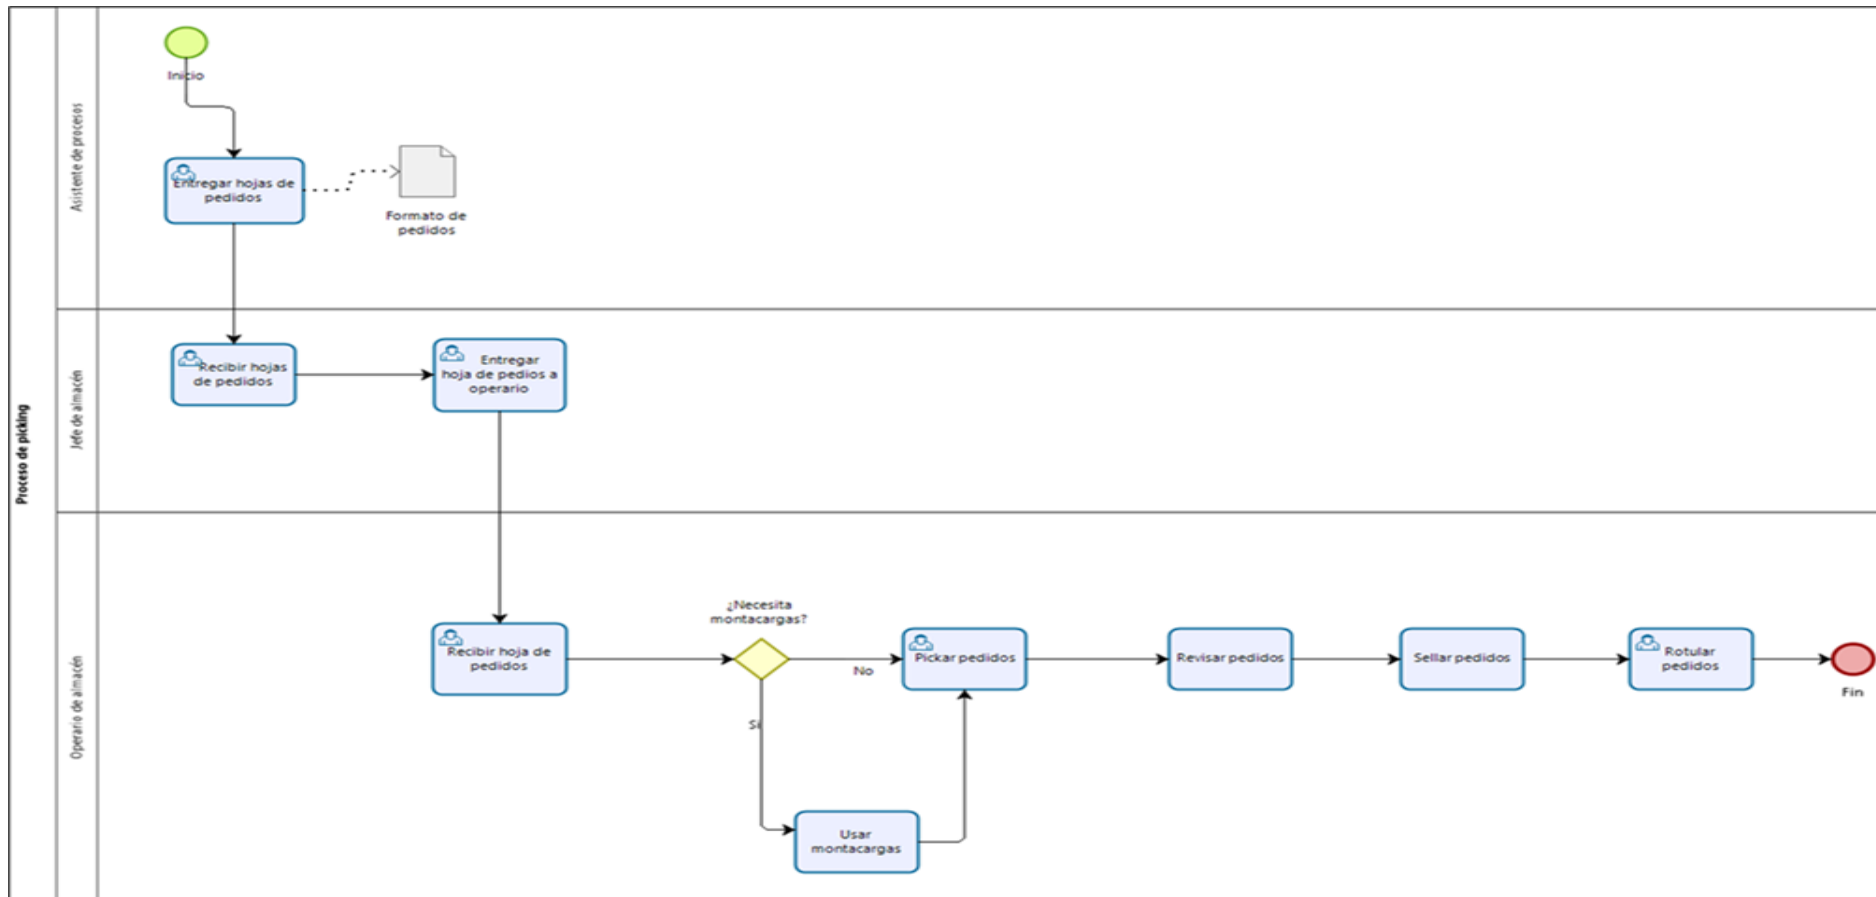 Proceso de picking
Asistente de procesos
Inicio
Entregar hojas de
pedidos
Formato de
pedidos
Jefe de almacén
Recibir hojas
de pedidos
Entregar
hoja de pedios a
operario
Operario de almacén
Recibir hoja de
pedidos
¿Necesita
montacargas?
No
Si
Usar
montacargas
Pickar pedidos
Revisar pedidos
Sellar pedidos
Rotular
pedidos
Fin